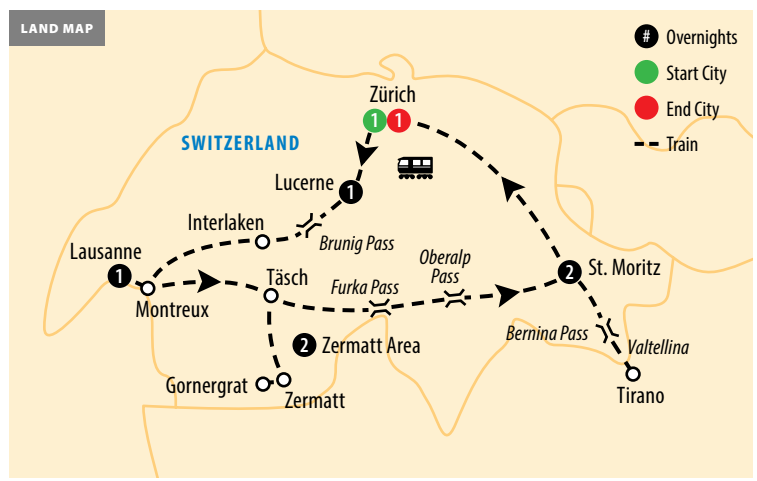 LAND MAP
# Overnights
Start City
End City
Train
Zürich
1 1
SWITZERLAND
Lucerne
1
Interlaken
Brunig Pass
Lausanne
1
Montreux
Täsch
Furka Pass
Oberalp
Pass
2
St. Moritz
Bernina Pass
Valtellina
Tirano
2
Zermatt Area
Gornergrat
Zermatt